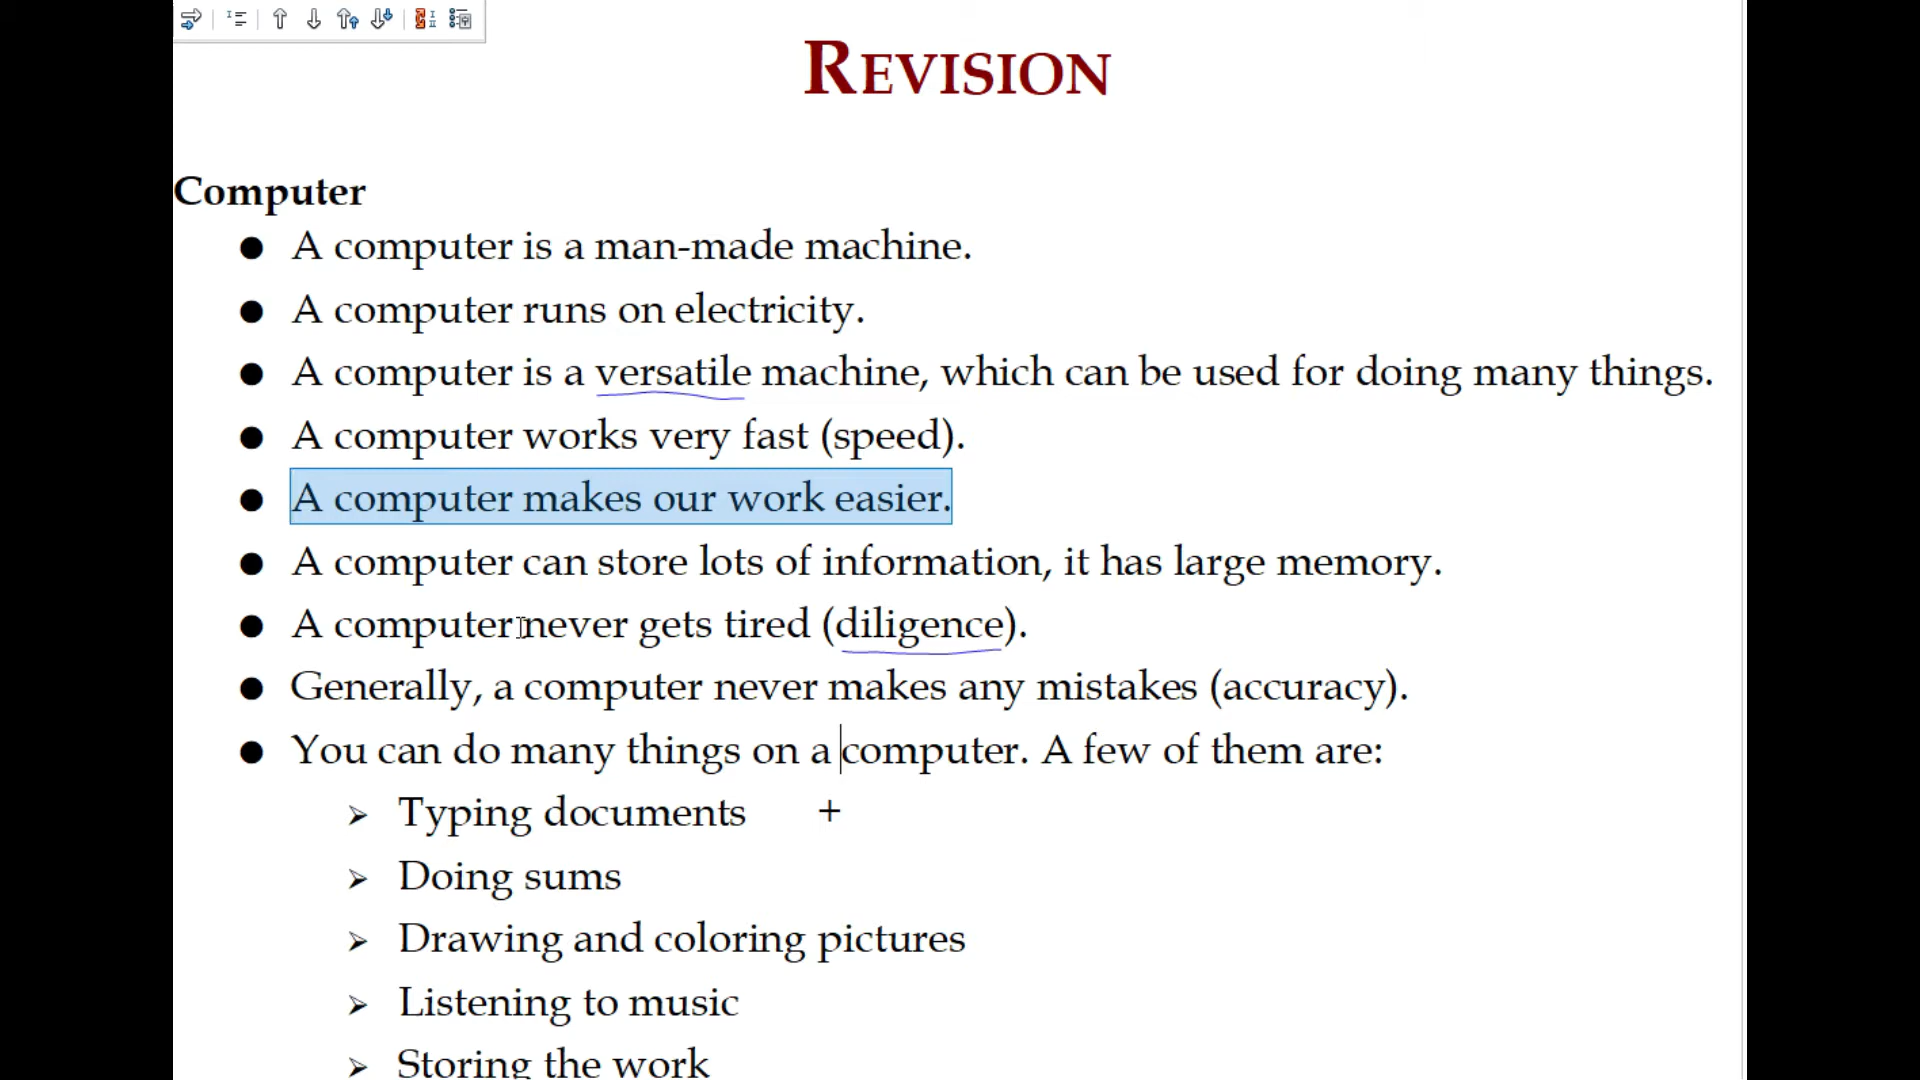 REVISION
Computer
● A computer is a man-made machine.
● A computer runs on electricity.
● A computer is a versatile machine, which can be used for doing many things.
● A computer works very fast (speed).
● A computer makes our work easier.
● A computer can store lots of information, it has large memory.
● A computer never gets tired (diligence).
● Generally, a computer never makes any mistakes (accuracy).
● You can do many things on a computer. A few of them are:
➢ Typing documents +
➢ Doing sums
➢ Drawing and coloring pictures
➢ Listening to music
➢ Storing the work